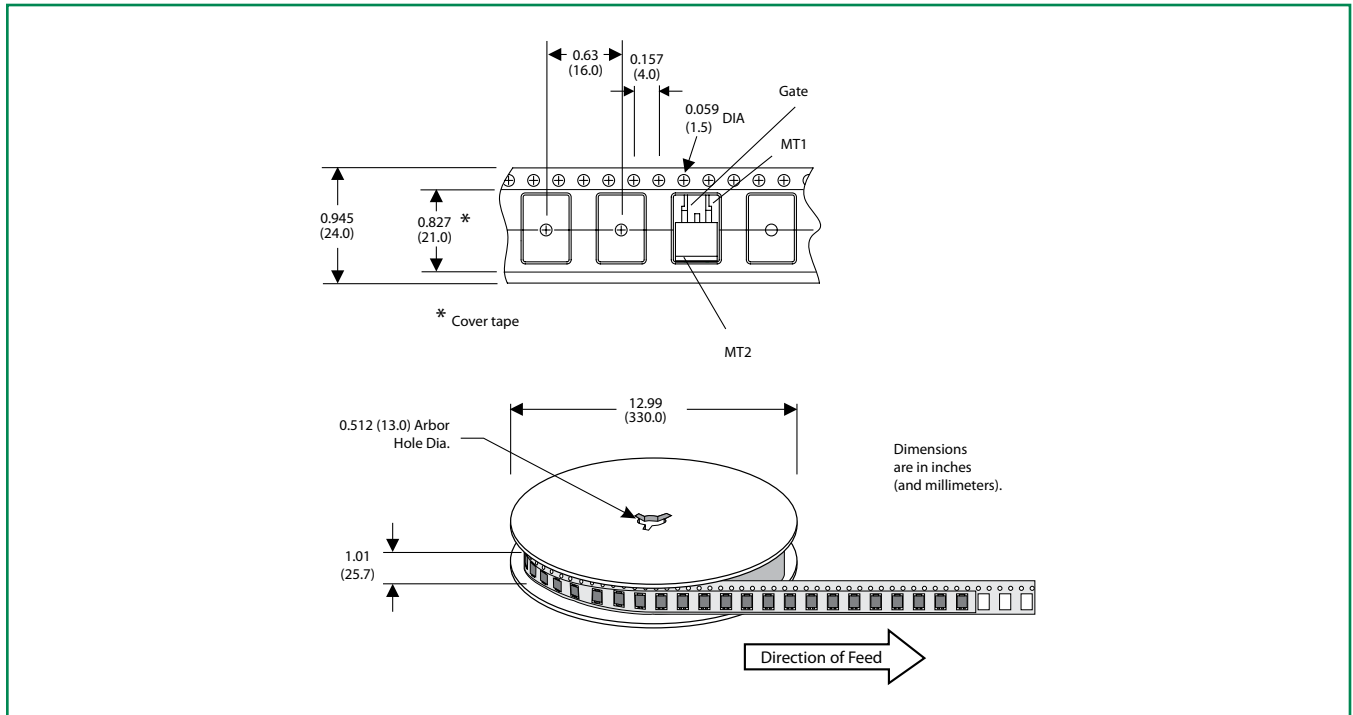 0.63
(16.0)
0.157
(4.0)
0.059
(1.5)
DIA
Gate
MT1
0.945
(24.0)
0.827
(21.0)
*
* Cover tape
MT2
12.99
(330.0)
0.512 (13.0) Arbor
Hole Dia.
Dimensions
are in inches
(and millimeters).
1.01
(25.7)
Direction of Feed